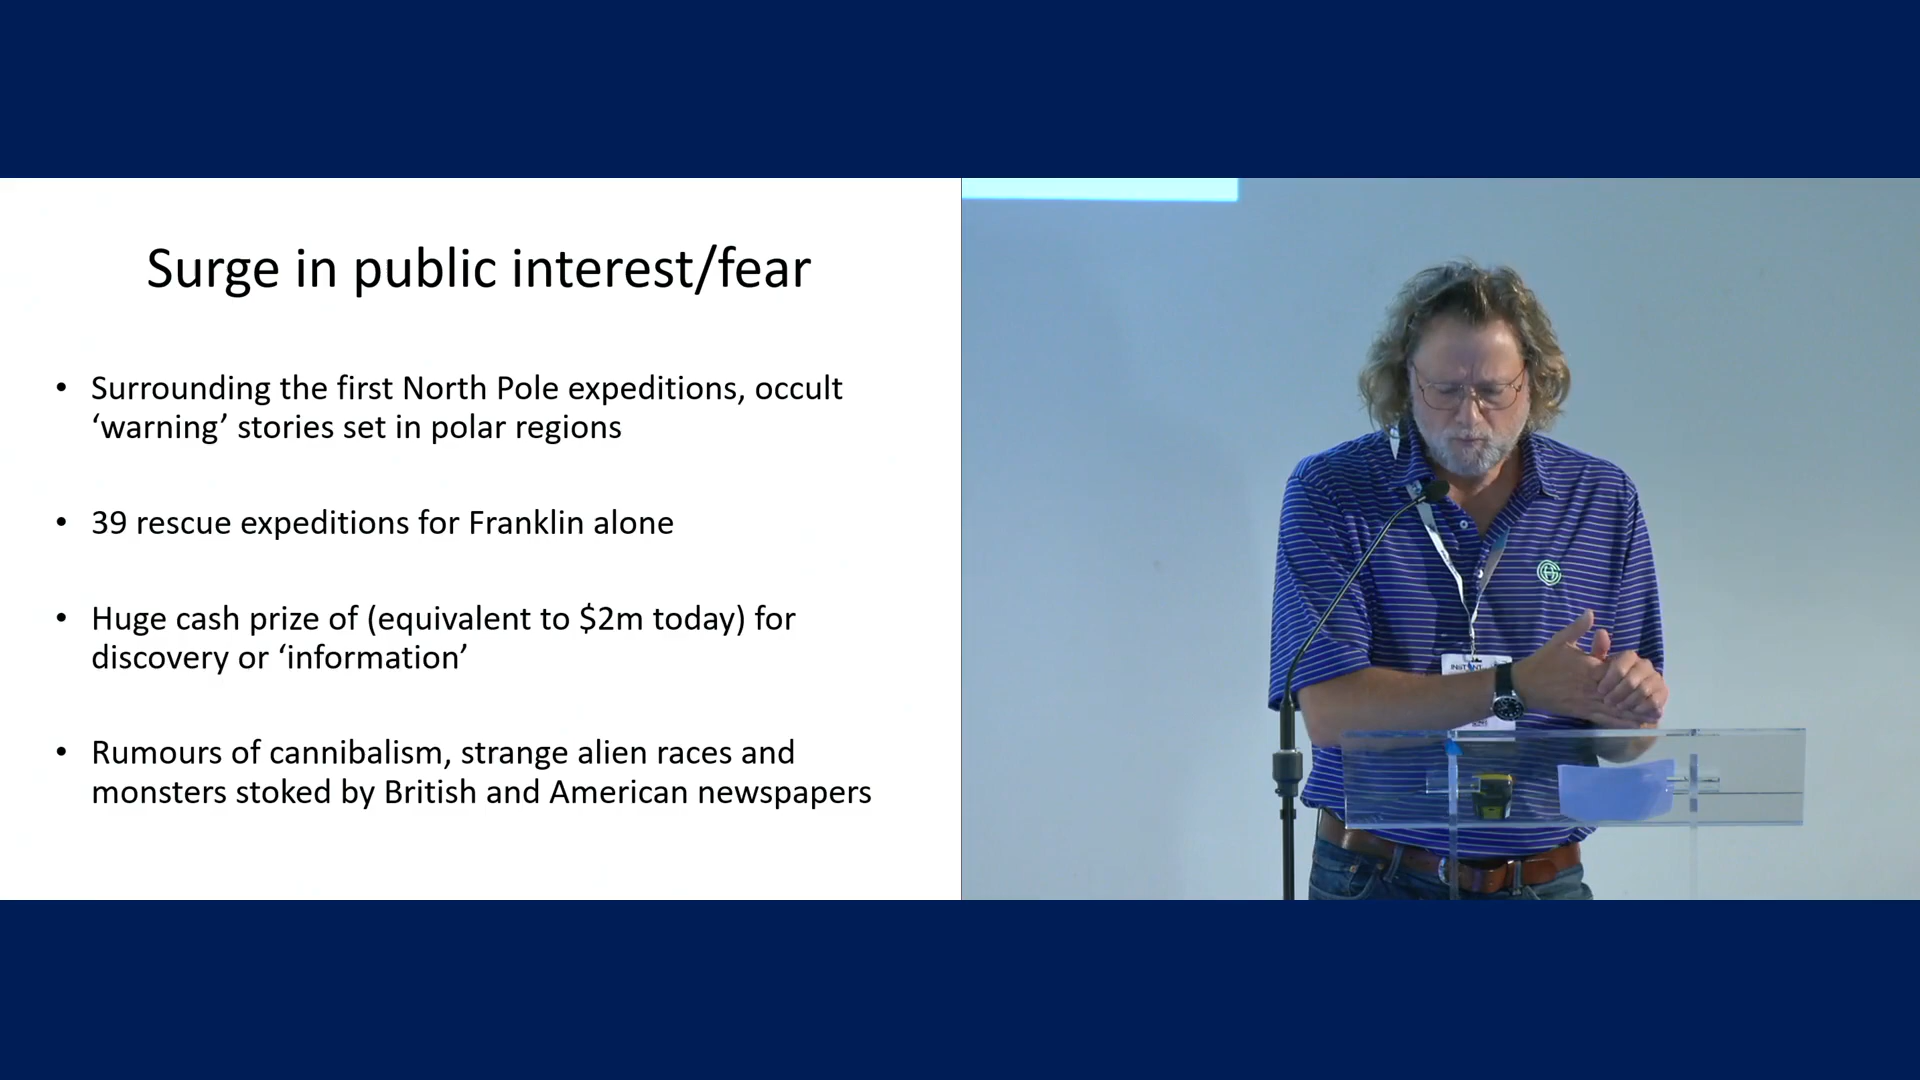 Surge in public interest/fear
• Surrounding the first North Pole expeditions, occult
‘warning’ stories set in polar regions
• 39 rescue expeditions for Franklin alone
• Huge cash prize of (equivalent to $2m today) for
discovery or ‘information’
• Rumours of cannibalism, strange alien races and
monsters stoked by British and American newspapers